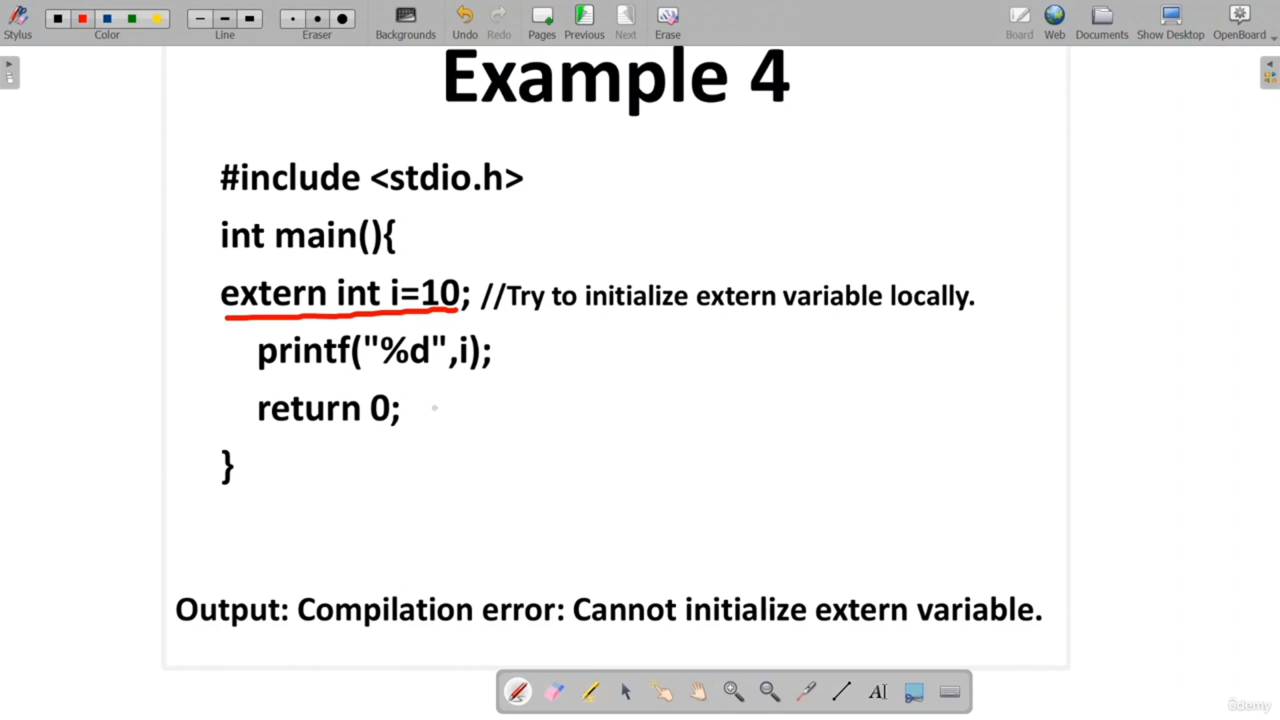 Stylus Color Line Eraser Backgrounds Undo Redo Pages Previous Next Erase Board Web Documents Show Desktop OpenBoard
Example 4
#include <stdio.h>
int main(){
extern int i=10; //Try to initialize extern variable locally.
printf("%d",i);
return 0;
}
Output: Compilation error: Cannot initialize extern variable.
AI
ûdemy